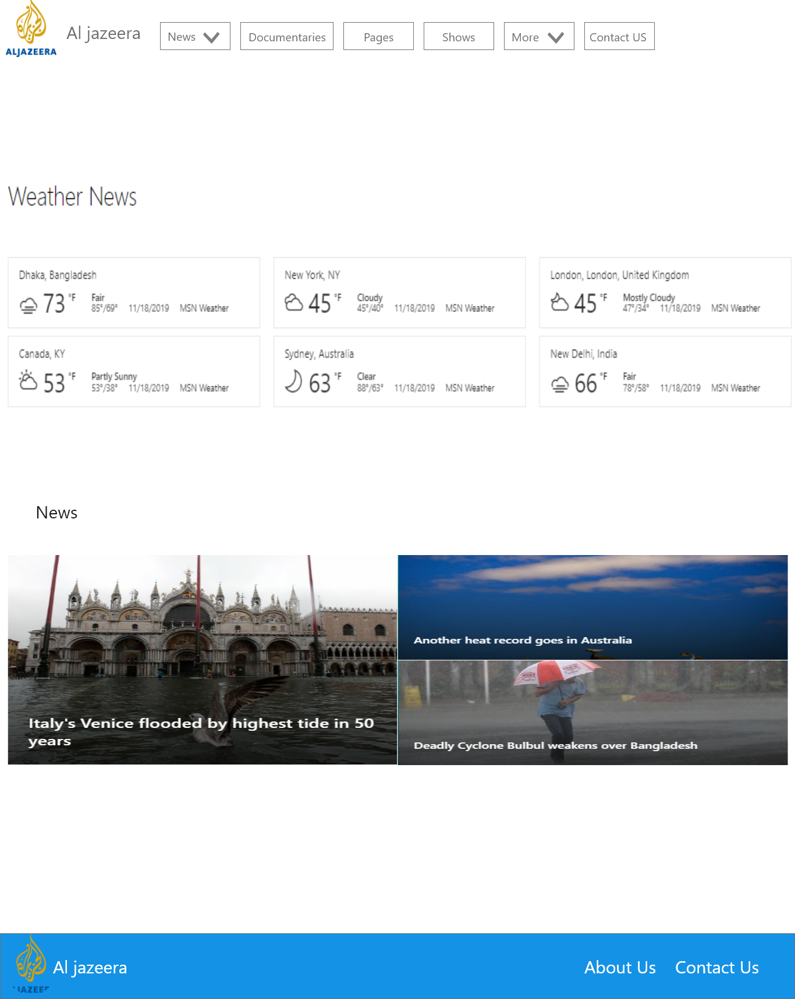 ALJAZEERA
Al jazeera
News
Documentaries
Pages
Shows
More
Contact US
Weather News
Dhaka, Bangladesh
73 °F
Fair
85°/69° 11/18/2019 MSN Weather
New York, NY
45 °F
Cloudy
45°/40° 11/18/2019 MSN Weather
London, London, United Kingdom
45 °F
Mostly Cloudy
47°/34° 11/18/2019 MSN Weather
Canada, KY
53 °F
Partly Sunny
53°/38° 11/18/2019 MSN Weather
Sydney, Australia
63 °F
Clear
88°/63° 11/18/2019 MSN Weather
New Delhi, India
66 °F
Fair
78°/58° 11/18/2019 MSN Weather
News
Italy's Venice flooded by highest tide in 50
years
Another heat record goes in Australia
Deadly Cyclone Bulbul weakens over Bangladesh
Al jazeera
About Us
Contact Us